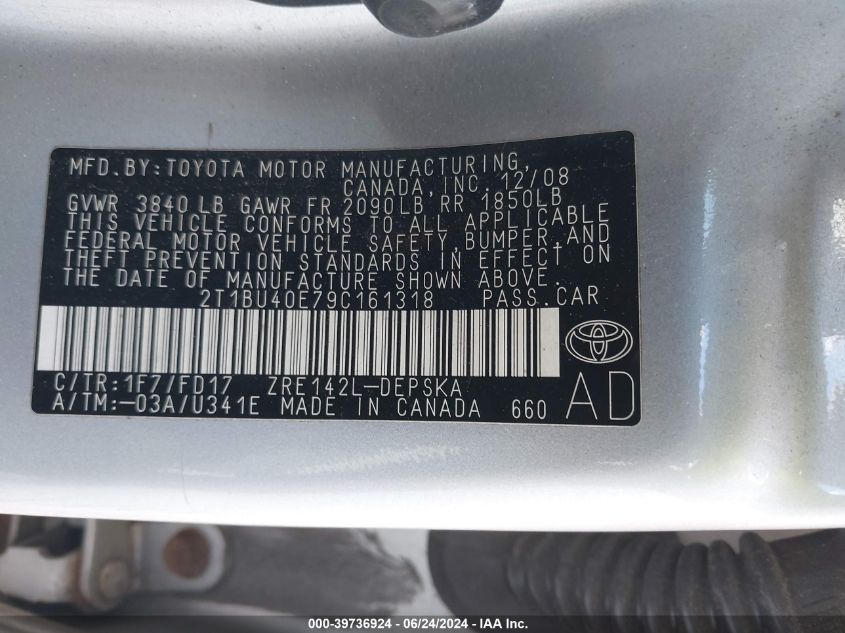 MFD.BY:TOYOTA MOTOR MANUFACTURING,
CANADA,INC. 12/08
GVWR 3840 LB GAWR FR 2090LB RR 1850LB
THIS VEHICLE CONFORMS TO ALL APPLICABLE
FEDERAL MOTOR VEHICLE SAFETY,BUMPER,AND
THEFT PREVENTION STANDARDS IN EFFECT ON
THE DATE OF MANUFACTURE SHOWN ABOVE.
2T1BU40E79C161318 PASS.CAR
C/TR:1F7/FD17 ZRE142L-DEPSKA
A/TM:-03A/U341E MADE IN CANADA 660 AD
000-39736924 / 06/24/2024 - IAA Inc.